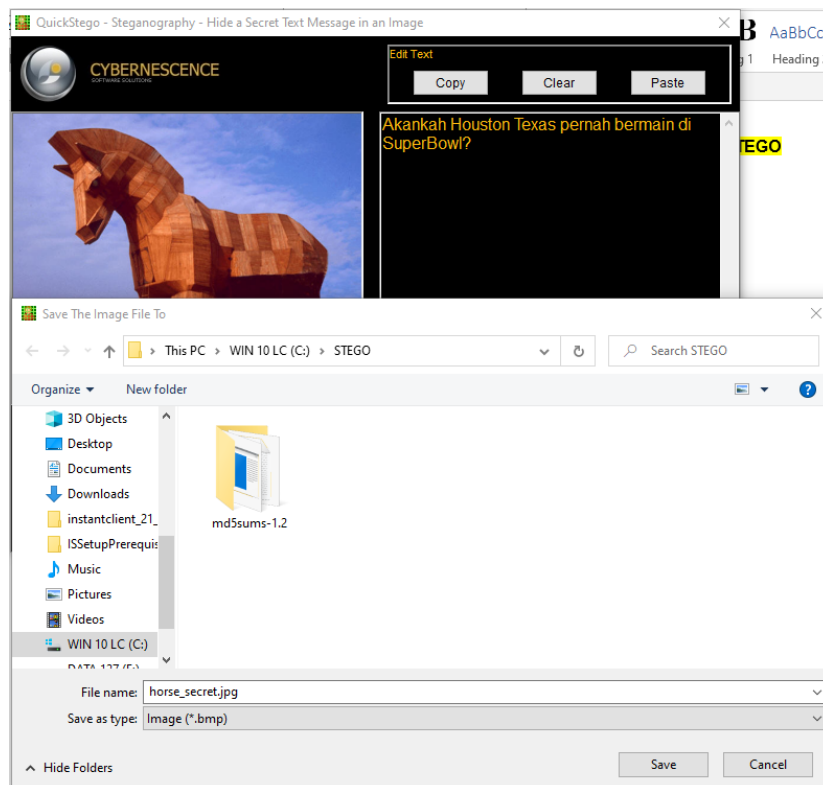 QuickStego - Steganography - Hide a Secret Text Message in an Image
AaBbCc
Heading
CYBERNESCENCE
SOFTWARE SOLUTIONS
Edit Text
Copy
Clear
Paste
Akankah Houston Texas pernah bermain di
SuperBowl?
TEGO
Save The Image File To
This PC > WIN 10 LC (C:) > STEGO
Search STEGO
Organize
New folder
3D Objects
Desktop
Documents
Downloads
instantclient_21_
ISSetupPrerequis
Music
Pictures
Videos
WIN 10 LC (C:)
md5sums-1.2
File name: horse_secret.jpg
Save as type: Image (*.bmp)
Hide Folders
Save
Cancel